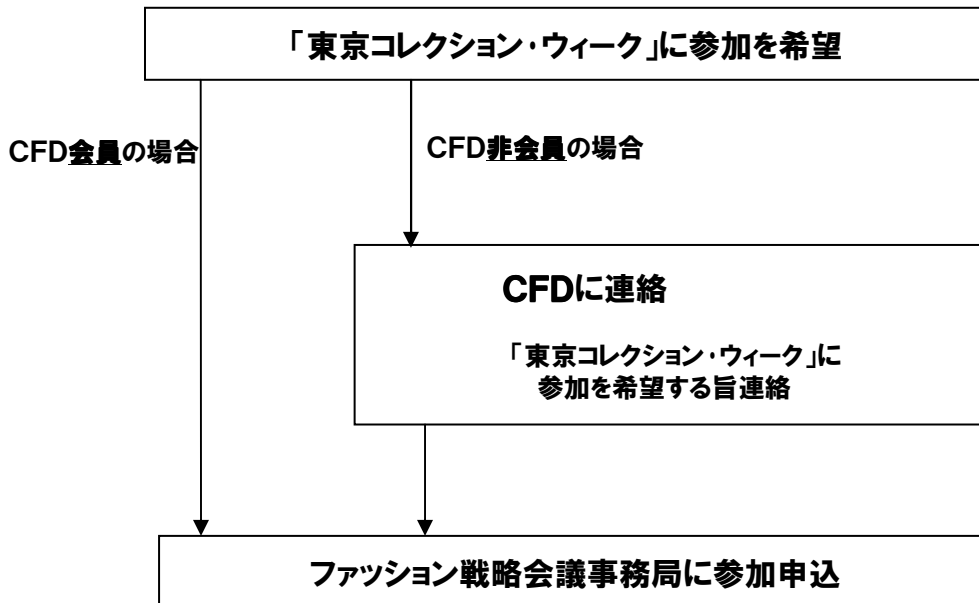 「東京コレクション・ウィーク」に参加を希望
CFD会員の場合
CFD非会員の場合
CFDに連絡
「東京コレクション・ウィーク」に
参加を希望する旨連絡
ファッション戦略会議事務局に参加申込